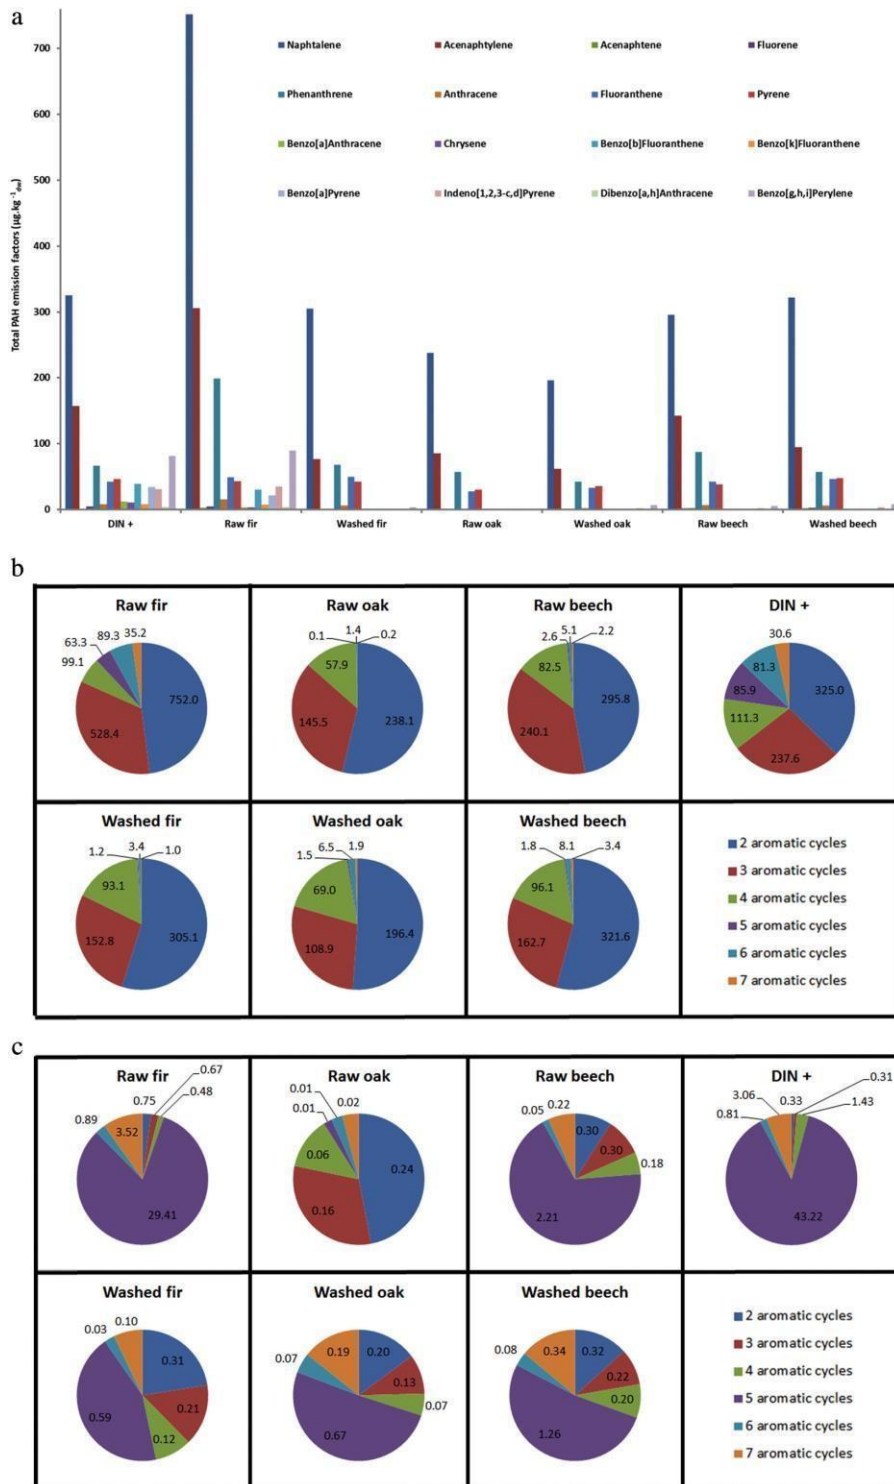 a
Total PAH emission factors (µg.kg⁻¹dw)
700
600
500
400
300
200
100
0
Naphtalene Acenaphtylene Acenaphtene Fluorene
Phenanthrene Anthracene Fluoranthene Pyrene
Benzo[a]Anthracene Chrysene Benzo[b]Fluoranthene Benzo[k]Fluoranthene
Benzo[a]Pyrene Indeno[1,2,3-c,d]Pyrene Dibenzo[a,h]Anthracene Benzo[g,h,i]Perylene
DIN + Raw fir Washed fir Raw oak Washed oak Raw beech Washed beech
b
Raw fir
63.3 89.3 35.2
99.1
752.0
528.4
Raw oak
0.1 1.4 0.2
57.9
145.5
238.1
Raw beech
2.6 5.1 2.2
82.5
295.8
240.1
DIN +
30.6
81.3
85.9
325.0
111.3
237.6
Washed fir
1.2 3.4 1.0
93.1
152.8
305.1
Washed oak
1.5 6.5 1.9
69.0
108.9
196.4
Washed beech
1.8 8.1 3.4
96.1
162.7
321.6
2 aromatic cycles
3 aromatic cycles
4 aromatic cycles
5 aromatic cycles
6 aromatic cycles
7 aromatic cycles
c
Raw fir
0.89 0.75 0.67
0.48
3.52
29.41
Raw oak
0.01
0.01 0.02
0.06
0.24
0.16
Raw beech
0.05 0.22
0.30
0.30
0.18
2.21
DIN +
0.81 3.06 0.33 0.31
1.43
43.22
Washed fir
0.03 0.10
0.31
0.21
0.59
0.12
Washed oak
0.07 0.19 0.20
0.13
0.07
0.67
Washed beech
0.08 0.34 0.32
0.22
0.20
1.26
2 aromatic cycles
3 aromatic cycles
4 aromatic cycles
5 aromatic cycles
6 aromatic cycles
7 aromatic cycles